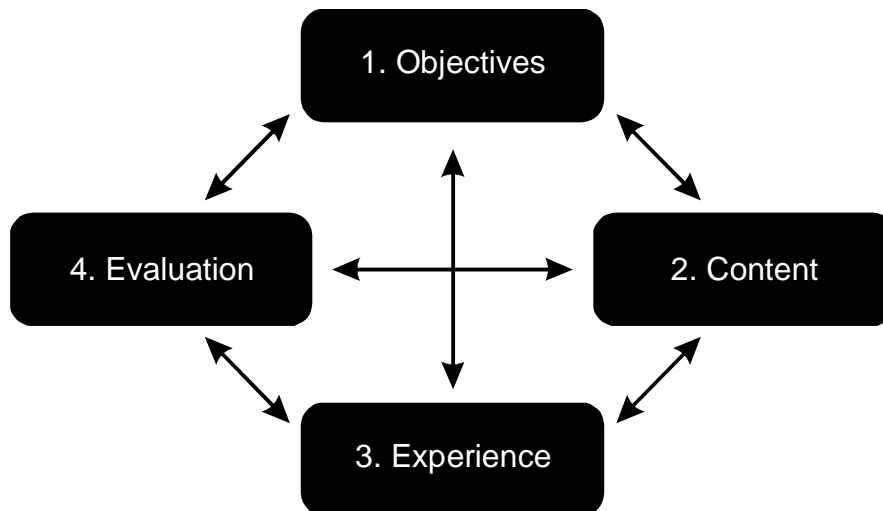 1. Objectives
4. Evaluation
2. Content
3. Experience